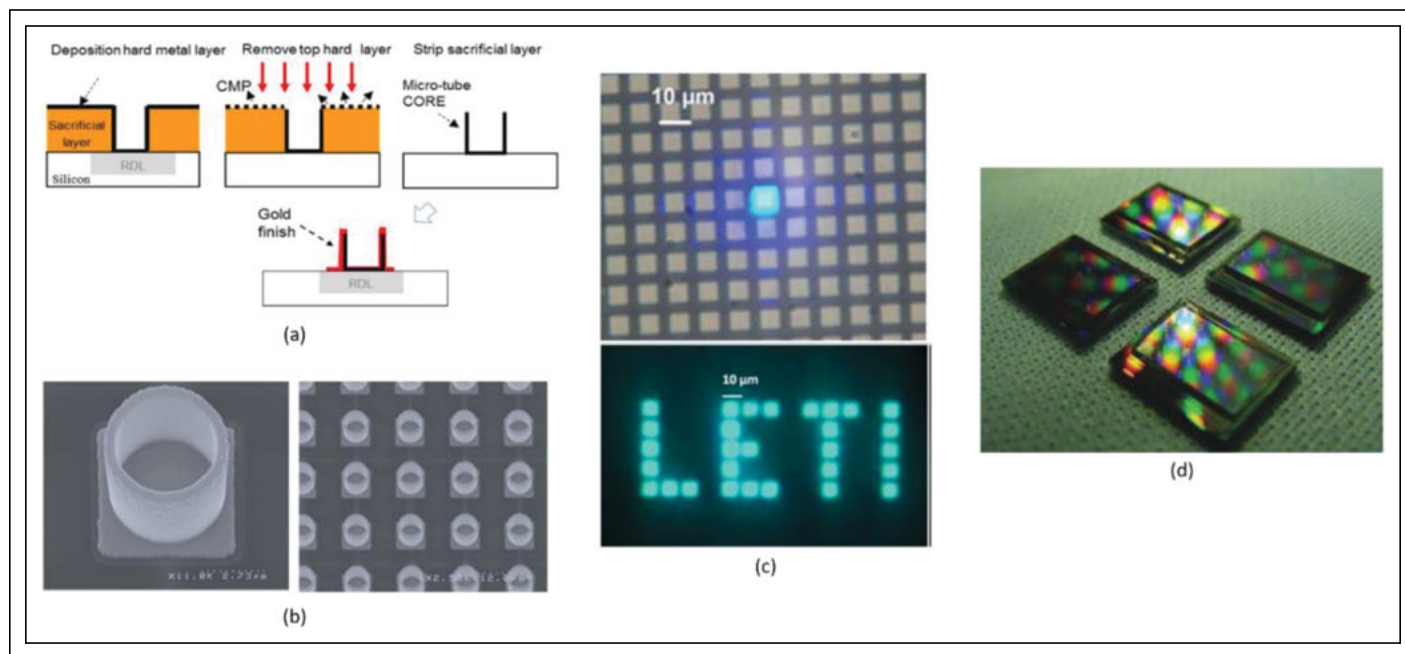 Deposition hard metal layer
Remove top hard layer
Strip sacrificial layer
CMP
Micro-tube
CORE
Sacrificial
layer
RDL
Silicon
Gold
finish
RDL
(a)
(b)
10 µm
10 µm
LETI
(c)
(d)